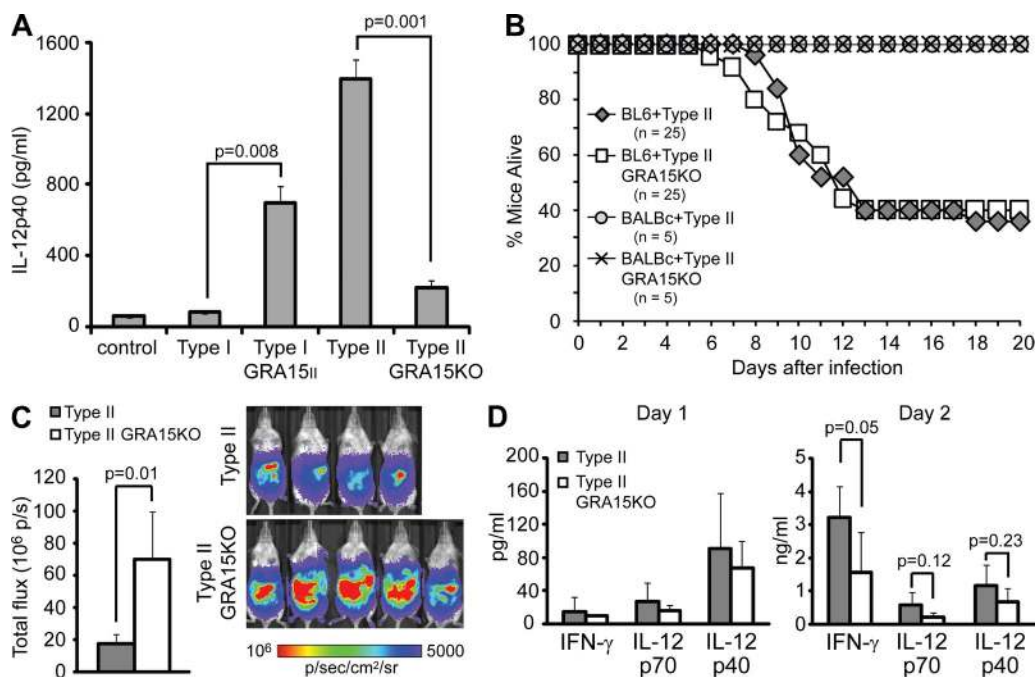 A
IL-12p40 (pg/ml)
1600
1200
800
400
0
p=0.008
p=0.001
control
Type I
Type I
GRA15II
Type II
Type II
GRA15KO
B
% Mice Alive
100
80
60
40
20
0
BL6+Type II
(n = 25)
BL6+Type II
GRA15KO
(n = 25)
BALBc+Type II
(n = 5)
BALBc+Type II
GRA15KO
(n = 5)
0 2 4 6 8 10 12 14 16 18 20
Days after infection
C
Type II
Type II GRA15KO
Total flux (10⁶ p/s)
120
100
80
60
40
20
0
p=0.01
Type II
Type II
GRA15KO
10⁶ 5000
p/sec/cm²/sr
D
Day 1
pg/ml
200
160
120
80
40
0
Type II
Type II
GRA15KO
IFN-γ IL-12 IL-12
p70 p40
Day 2
ng/ml
5
4
3
2
1
0
p=0.05
p=0.12
p=0.23
IFN-γ IL-12 IL-12
p70 p40